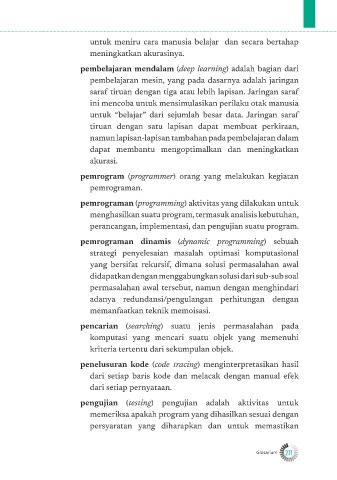 untuk meniru cara manusia belajar dan secara bertahap
meningkatkan akurasinya.
pembelajaran mendalam (deep learning) adalah bagian dari
pembelajaran mesin, yang pada dasarnya adalah jaringan
saraf tiruan dengan tiga atau lebih lapisan. Jaringan saraf
ini mencoba untuk mensimulasikan perilaku otak manusia
untuk “belajar” dari sejumlah besar data. Jaringan saraf
tiruan dengan satu lapisan dapat membuat perkiraan,
namun lapisan-lapisan tambahan pada pembelajaran dalam
dapat membantu mengoptimalkan dan meningkatkan
akurasi.
pemrogram (programmer) orang yang melakukan kegiatan
pemrograman.
pemrograman (programming) aktivitas yang dilakukan untuk
menghasilkan suatu program, termasuk analisis kebutuhan,
perancangan, implementasi, dan pengujian suatu program.
pemrograman dinamis (dynamic programming) sebuah
strategi penyelesaian masalah optimasi komputasional
yang bersifat rekursif, dimana solusi permasalahan awal
didapatkan dengan menggabungkan solusi dari sub-sub soal
permasalahan awal tersebut, namun dengan menghindari
adanya redundansi/pengulangan perhitungan dengan
memanfaatkan teknik memoisasi.
pencarian (searching) suatu jenis permasalahan pada
komputasi yang mencari suatu objek yang memenuhi
kriteria tertentu dari sekumpulan objek.
penelusuran kode (code tracing) menginterpretasikan hasil
dari setiap baris kode dan melacak dengan manual efek
dari setiap pernyataan.
pengujian (testing) pengujian adalah aktivitas untuk
memeriksa apakah program yang dihasilkan sesuai dengan
persyaratan yang diharapkan dan untuk memastikan
Glosarium